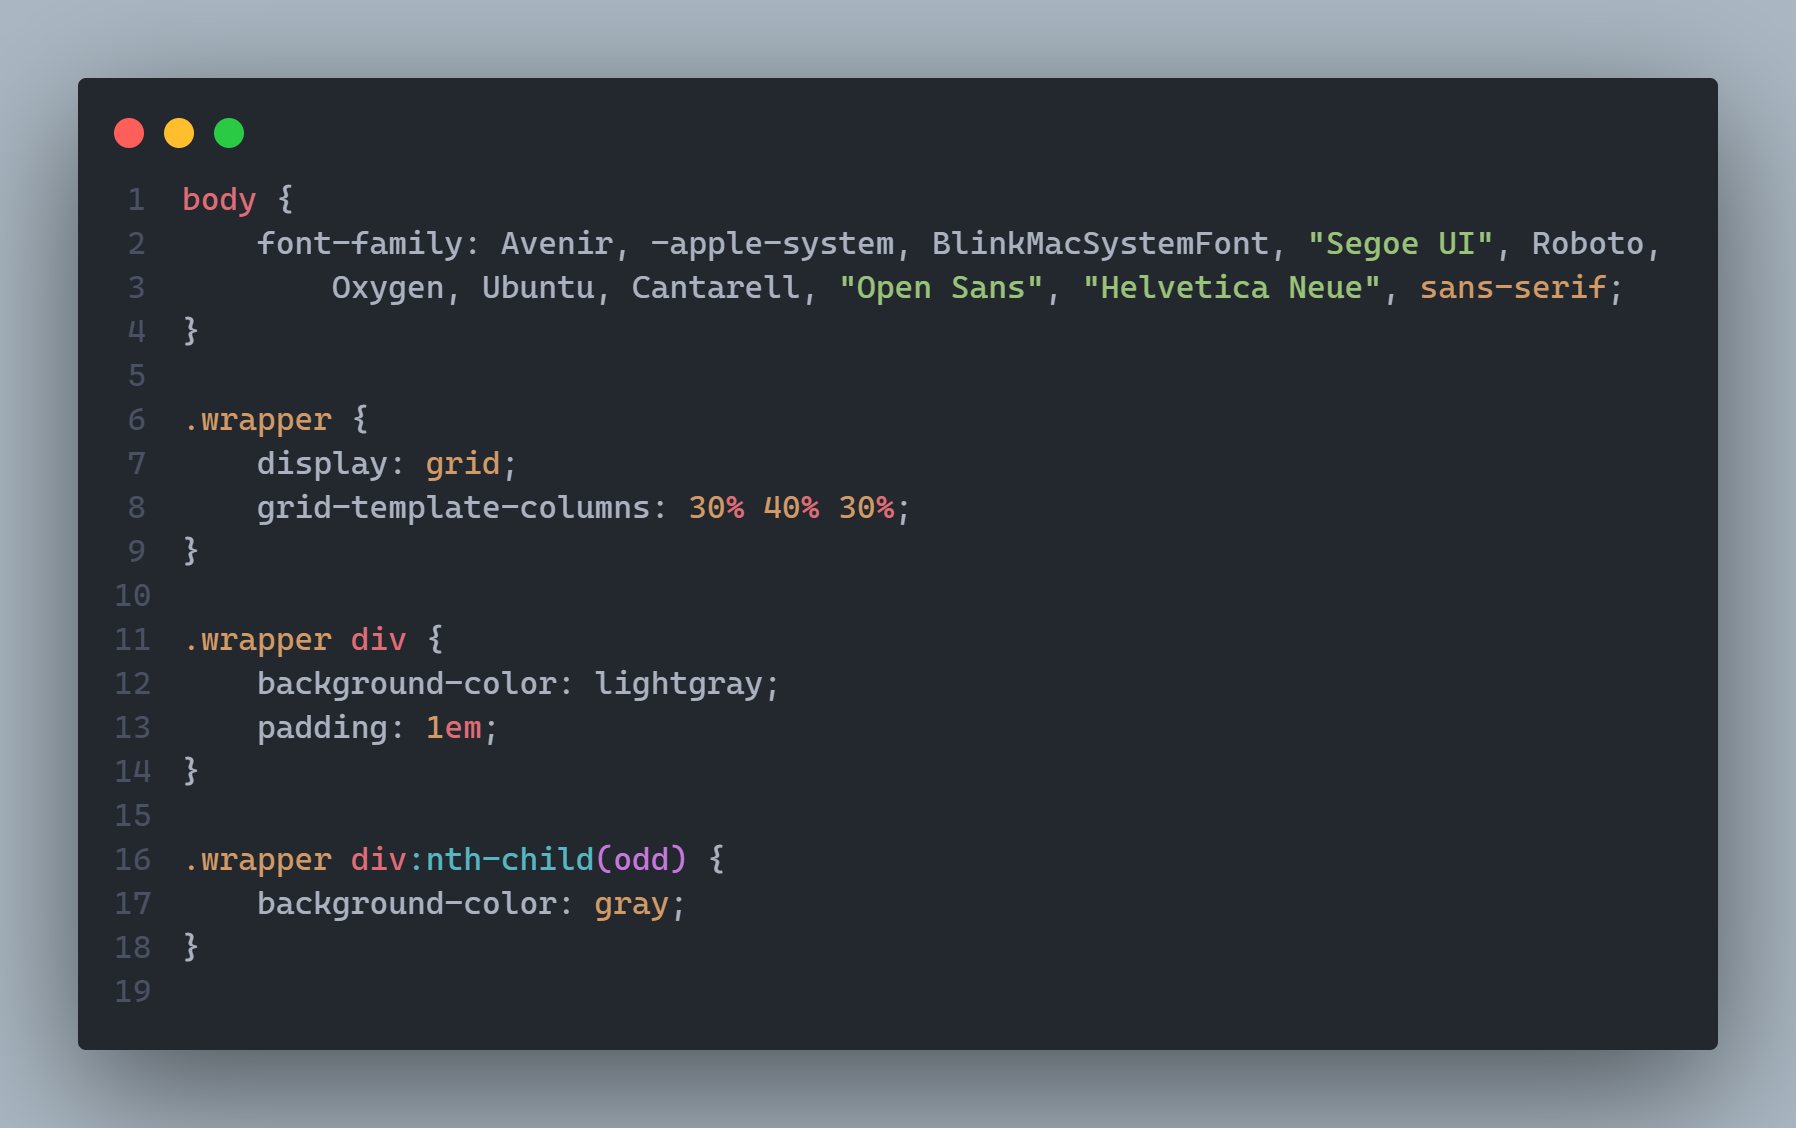 1 body {
2     font-family: Avenir, -apple-system, BlinkMacSystemFont, "Segoe UI", Roboto,
3         Oxygen, Ubuntu, Cantarell, "Open Sans", "Helvetica Neue", sans-serif;
4 }
5
6 .wrapper {
7     display: grid;
8     grid-template-columns: 30% 40% 30%;
9 }
10
11 .wrapper div {
12     background-color: lightgray;
13     padding: 1em;
14 }
15
16 .wrapper div:nth-child(odd) {
17     background-color: gray;
18 }
19